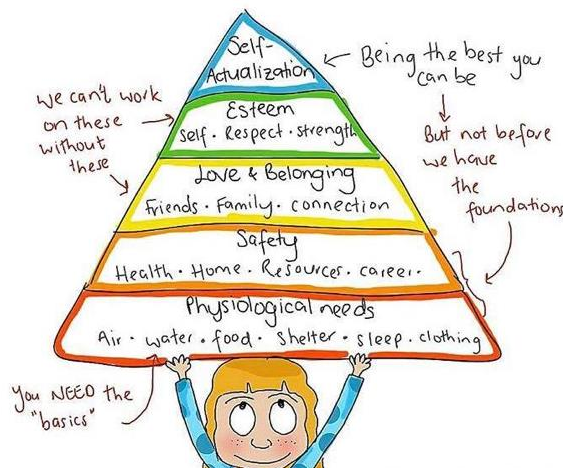 Self-
Actualization
Being the best you
can be
We can't work
on these
without
these
Esteem
Self · Respect · strength
But not before
we have
the
foundations
Love & Belonging
Friends · Family · connection
Safety
Health · Home · Resources · career ·
Physiological needs
Air · water · food · Shelter · sleep · clothing
You NEED the
"basics"